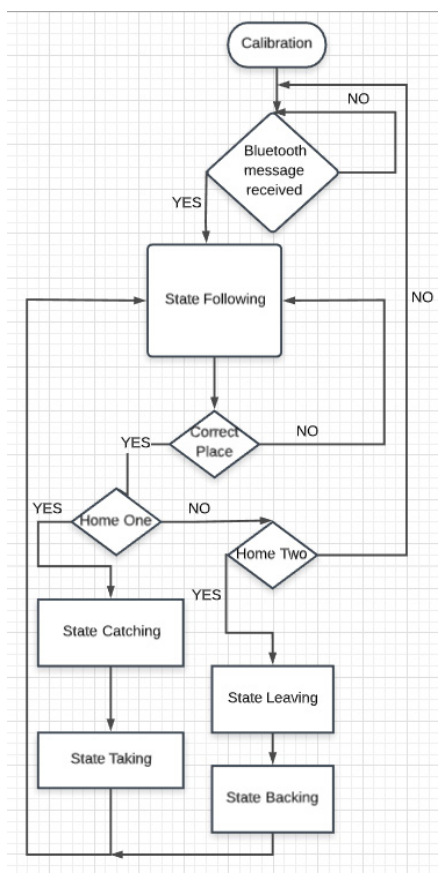 Calibration
NO
Bluetooth
message
received
YES
State Following
NO
Correct
Place
YES
NO
YES
Home One
NO
Home Two
YES
State Catching
State Leaving
State Taking
State Backing